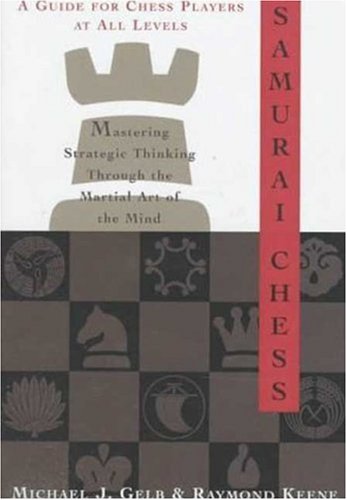 A Guide for Chess Players
at All Levels
SAMURAI CHESS
Mastering
Strategic Thinking
Through the
Martial Art of
the Mind
Michael J. Gelb & Raymond Keene